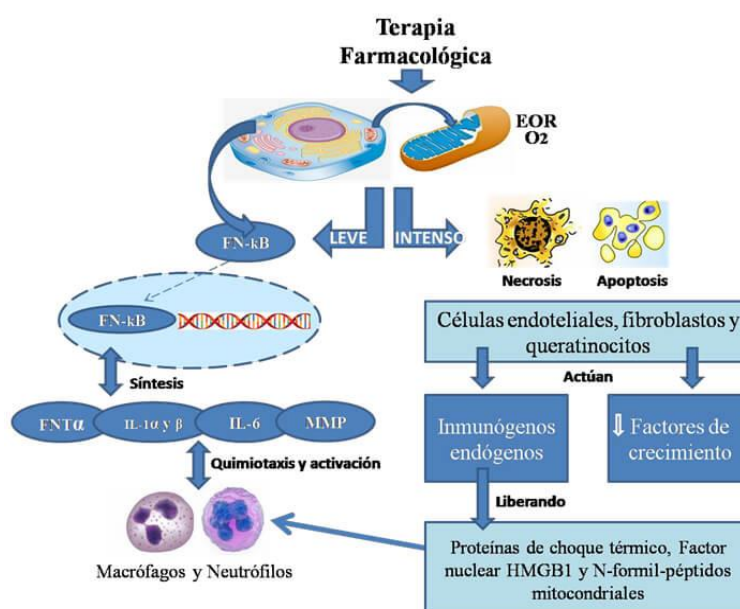 Terapia
Farmacológica
EOR
O2
FN-kB
LEVE
INTENSO
Necrosis
Apoptosis
FN-kB
Síntesis
FNTα
IL-1α y β
IL-6
MMP
Quimiotaxis y activación
Macrófagos y Neutrófilos
Células endoteliales, fibroblastos y
queratinocitos
Actúan
Inmunógenos
endógenos
Factores de
crecimiento
Liberando
Proteínas de choque térmico, Factor
nuclear HMGB1 y N-formil-péptidos
mitocondriales